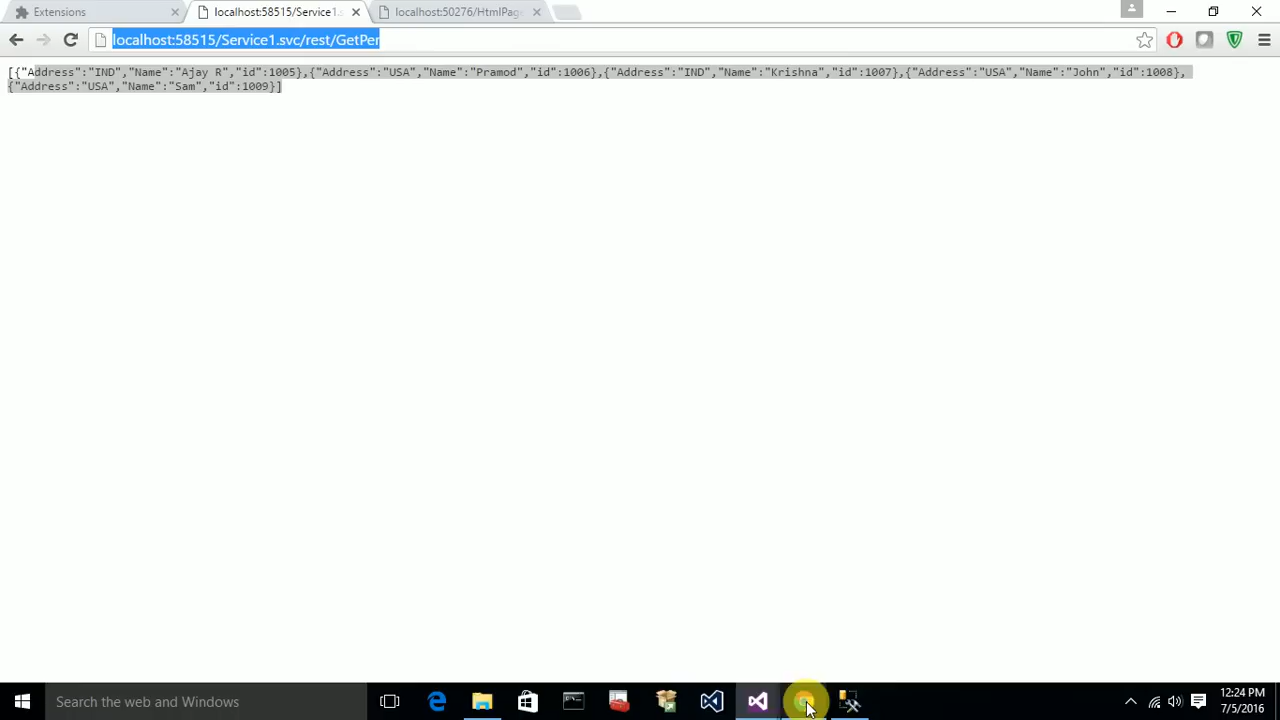 Extensions
localhost:58515/Service1.s
localhost:50276/HtmlPage
localhost:58515/Service1.svc/rest/GetPer
[{"Address":"IND","Name":"Ajay R","id":1005},{"Address":"USA","Name":"Pramod","id":1006},{"Address":"IND","Name":"Krishna","id":1007},{"Address":"USA","Name":"John","id":1008},
{"Address":"USA","Name":"Sam","id":1009}]
Search the web and Windows
12:24 PM
7/5/2016